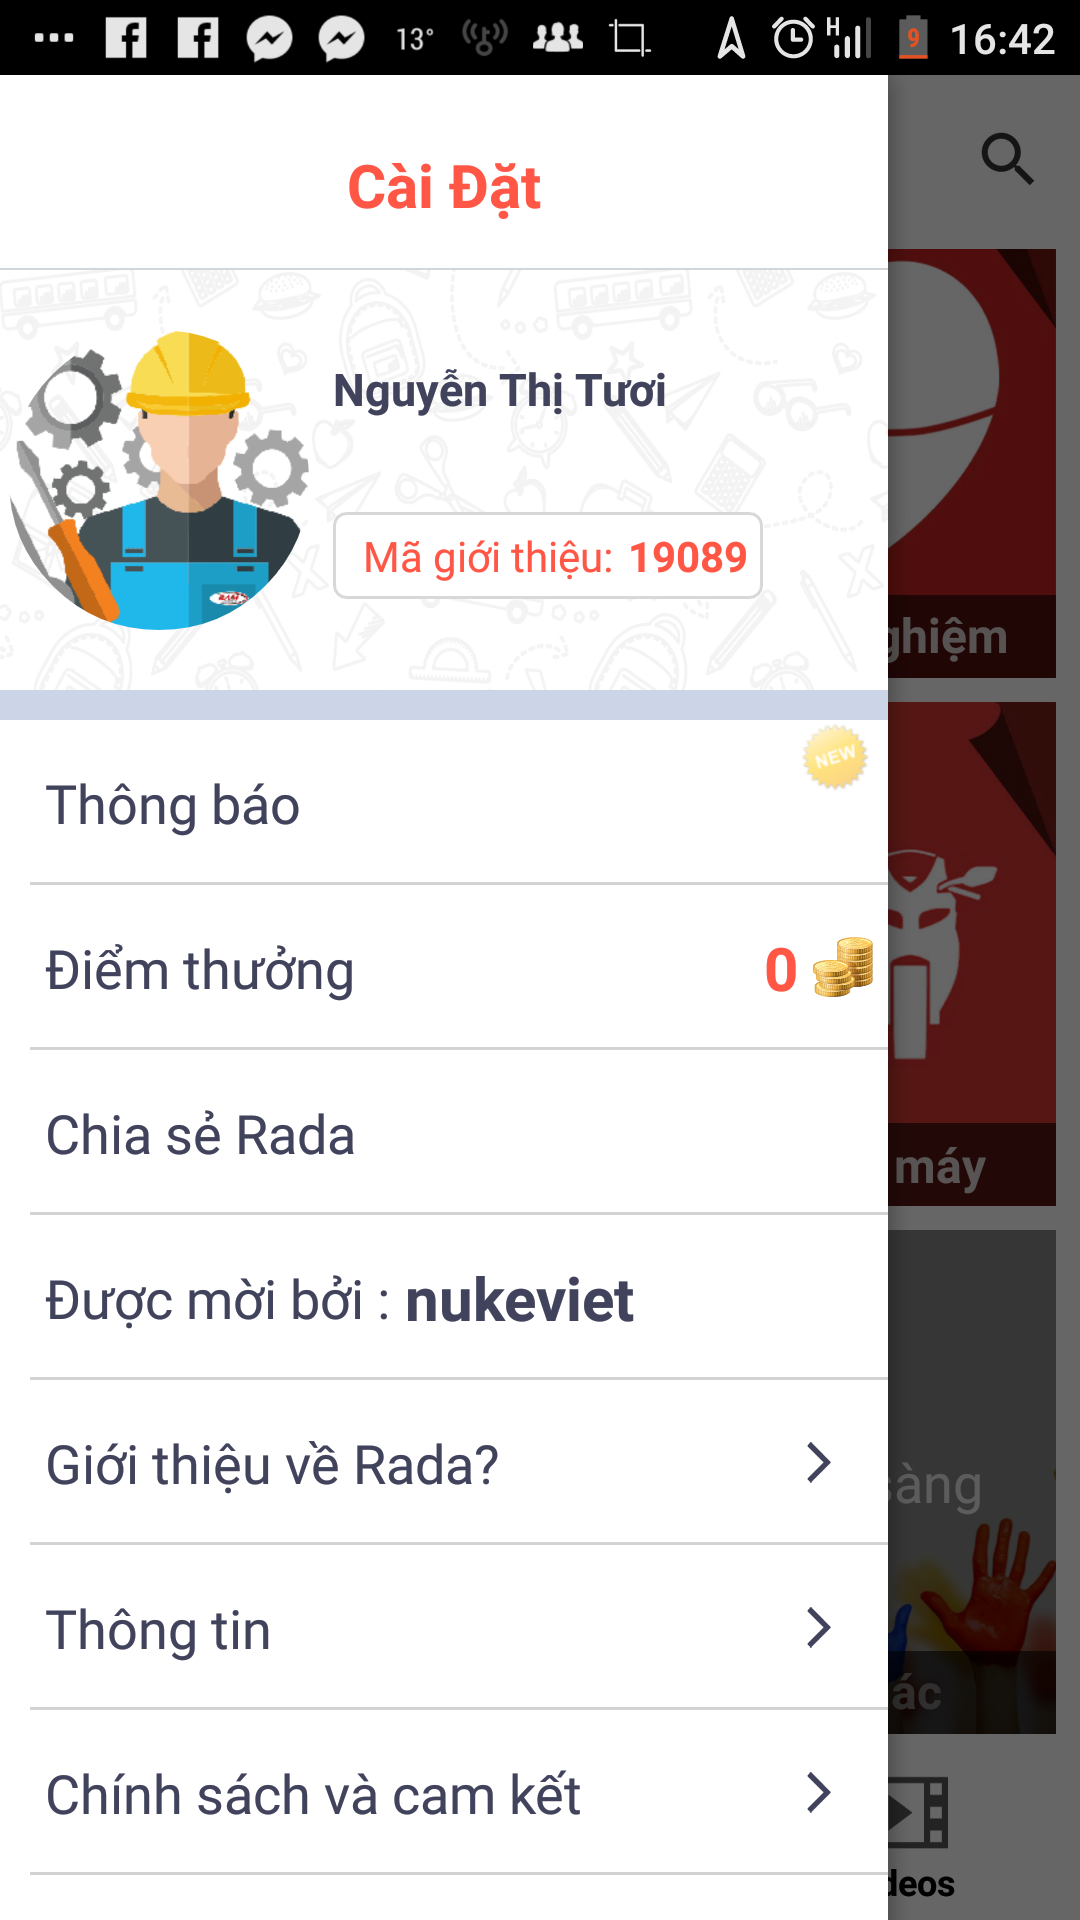 13°
H
9
16:42
Cài Đặt
Nguyễn Thị Tươi
Mã giới thiệu: 19089
NEW
Thông báo
Điểm thưởng
0
Chia sẻ Rada
Được mời bởi : nukeviet
Giới thiệu về Rada?
Thông tin
Chính sách và cam kết
ghiệm
máy
sàng
ác
deos